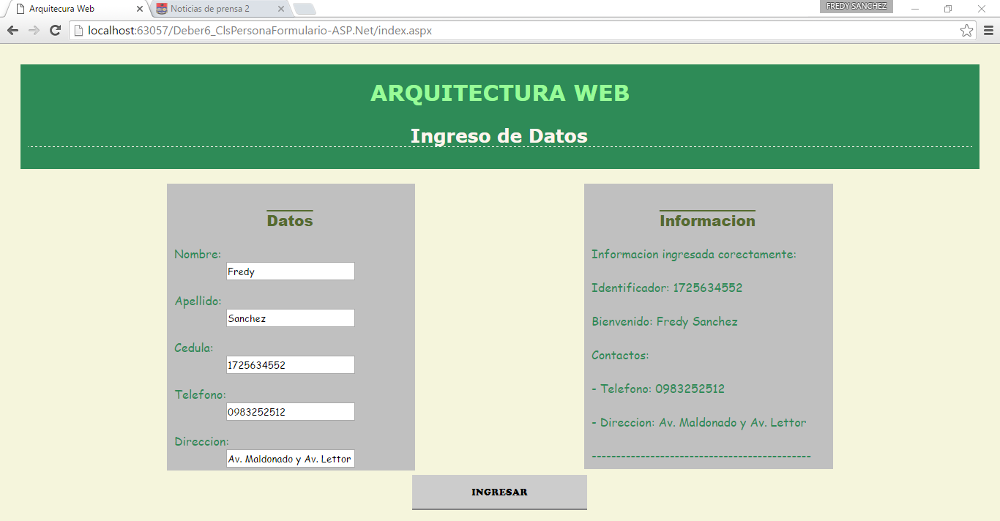 Arquitecura Web
Noticias de prensa 2
FREDY SANCHEZ
localhost:63057/Deber6_ClsPersonaFormulario-ASP.Net/index.aspx
ARQUITECTURA WEB
Ingreso de Datos
Datos
Nombre:
Fredy
Apellido:
Sanchez
Cedula:
1725634552
Telefono:
0983252512
Direccion:
Av. Maldonado y Av. Lettor
Informacion
Informacion ingresada corectamente:
Identificador: 1725634552
Bienvenido: Fredy Sanchez
Contactos:
- Telefono: 0983252512
- Direccion: Av. Maldonado y Av. Lettor
---------------------------------------------
INGRESAR